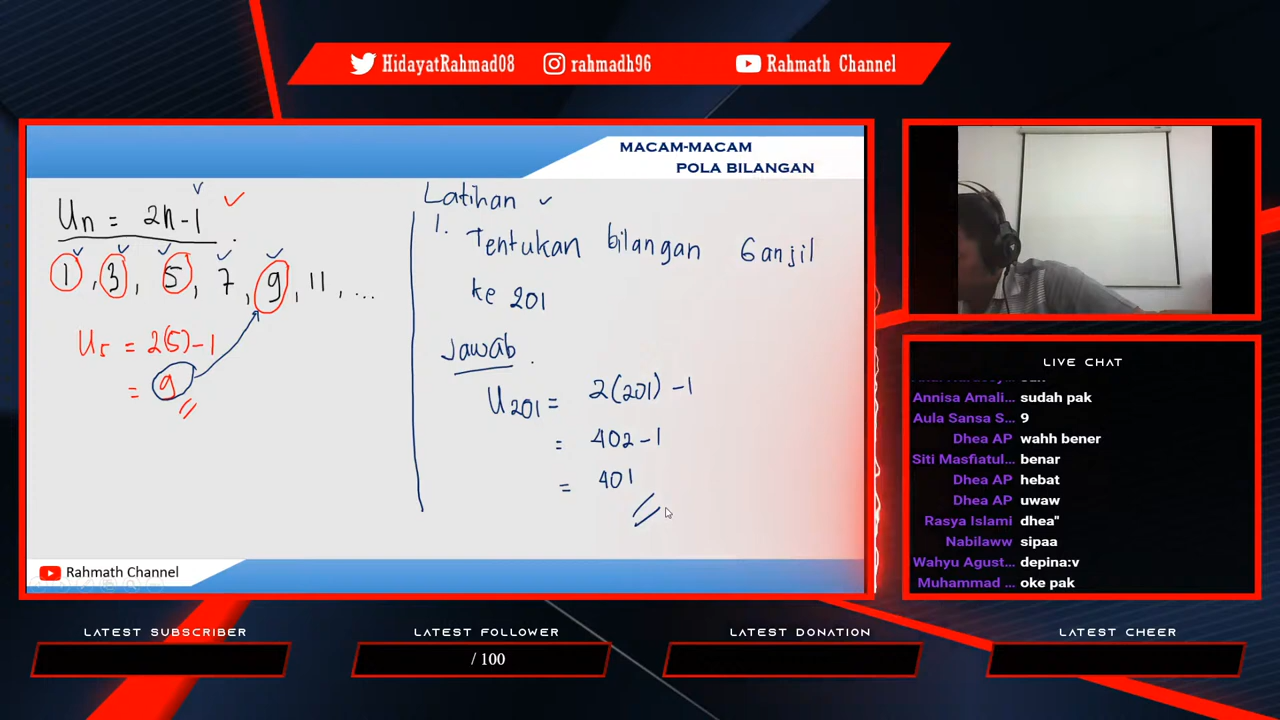 HidayatRahmad08 rahmadh96 Rahmath Channel
MACAM-MACAM
POLA BILANGAN
Un = 2n-1
1, 3, 5, 7, 9, 11, ...
U5 = 2(5)-1
= 9
Latihan
1. Tentukan bilangan Ganjil
ke 201
Jawab.
U201 = 2(201) -1
= 402 -1
= 401
Rahmath Channel
LIVE CHAT
Annisa Amali... sudah pak
Aula Sansa S... 9
Dhea AP wahh bener
Siti Masfiatul... benar
Dhea AP hebat
Dhea AP uwaw
Rasya Islami dhea"
Nabilaww sipaa
Wahyu Agust... depina:v
Muhammad ... oke pak
LATEST SUBSCRIBER
LATEST FOLLOWER
/ 100
LATEST DONATION
LATEST CHEER